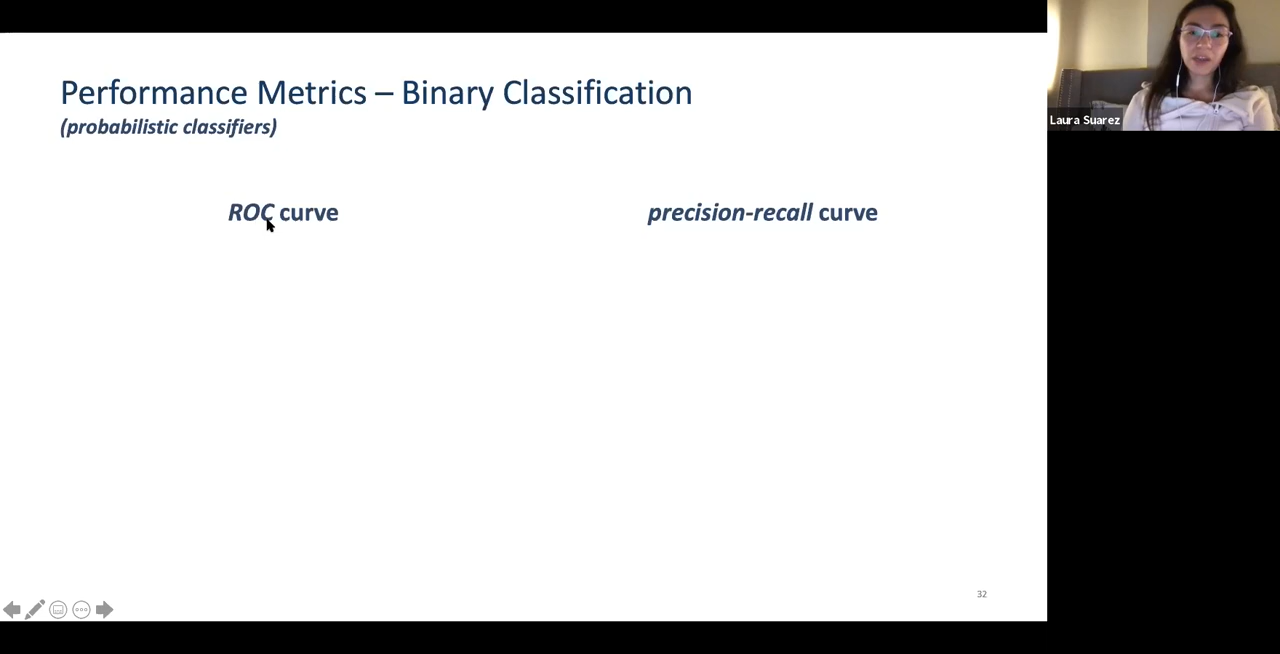 Performance Metrics – Binary Classification
(probabilistic classifiers)
ROC curve
precision-recall curve
32
Laura Suarez